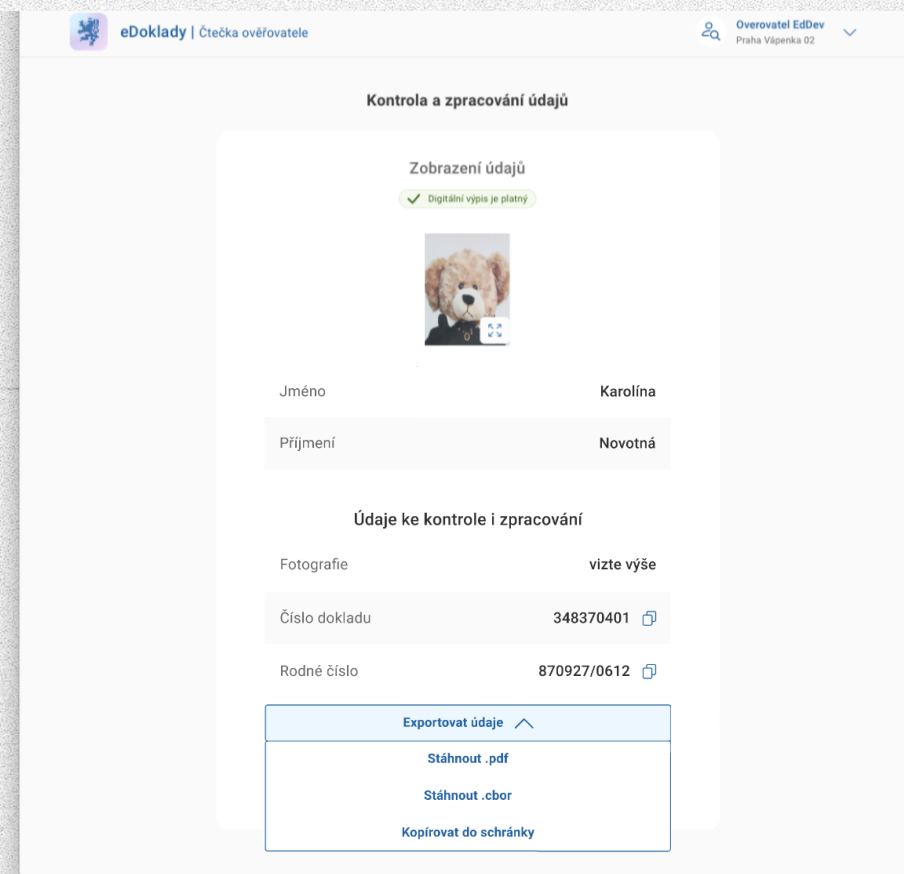 eDoklady | Čtečka ověřovatele
Overovatel EdDev
Praha Vápenka 02
Kontrola a zpracování údajů
Zobrazení údajů
Digitální výpis je platný
Jméno Karolína
Příjmení Novotná
Údaje ke kontrole i zpracování
Fotografie vizte výše
Číslo dokladu 348370401
Rodné číslo 870927/0612
Exportovat údaje
Stáhnout .pdf
Stáhnout .cbor
Kopírovat do schránky